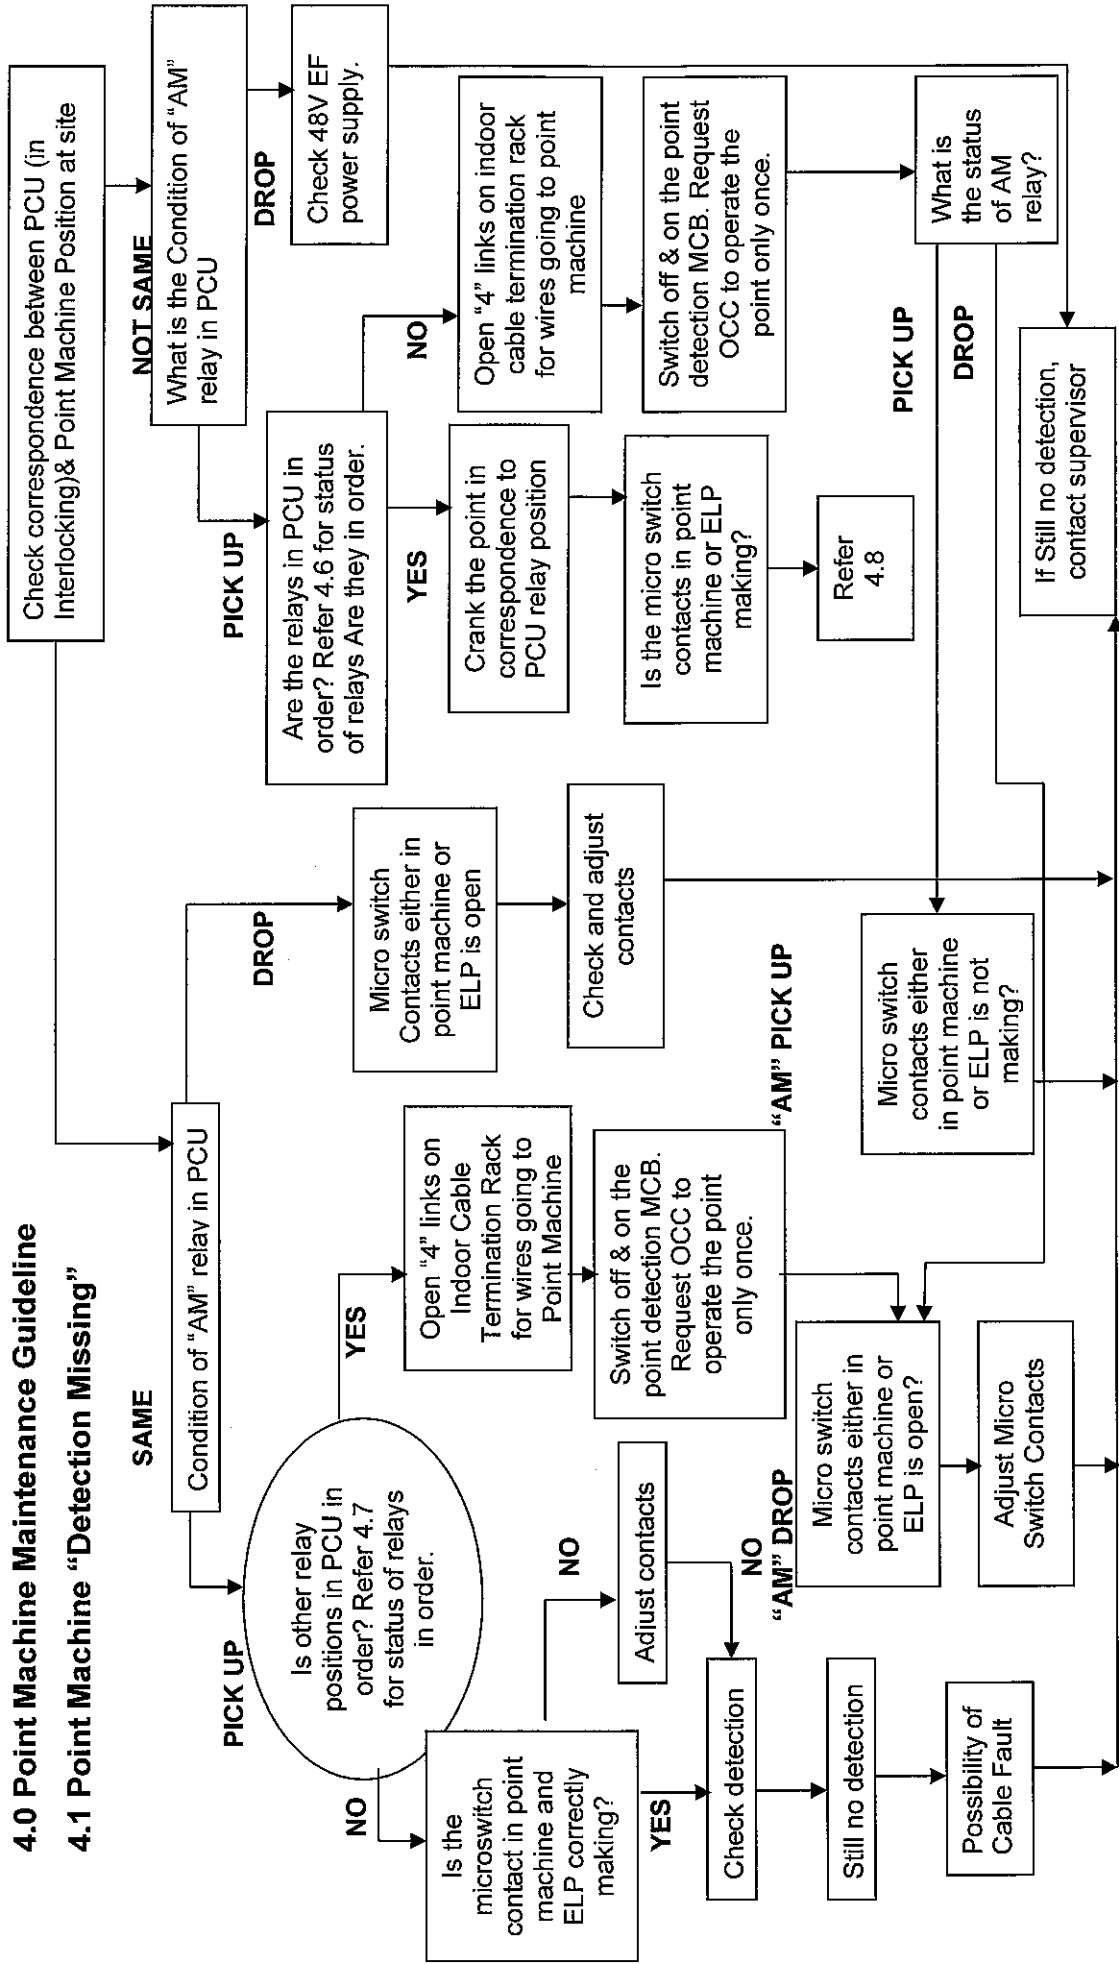 4.0 Point Machine Maintenance Guideline
4.1 Point Machine “Detection Missing”
Check correspondence between PCU (in
Interlocking)& Point Machine Position at site
SAME
NOT SAME
Condition of “AM” relay in PCU
What is the Condition of “AM”
relay in PCU
PICK UP
DROP
PICK UP
DROP
Is other relay
positions in PCU in
order? Refer 4.7
for status of relays
in order.
Micro switch
Contacts either in
point machine or
ELP is open
Are the relays in PCU in
order? Refer 4.6 for status
of relays Are they in order.
Check 48V EF
power supply.
NO
YES
YES
NO
Is the
microswitch
contact in point
machine and
ELP correctly
making?
Open “4” links on
Indoor Cable
Termination Rack
for wires going to
Point Machine
Check and adjust
contacts
Crank the point in
correspondence to
PCU relay position
Open “4” links on indoor
cable termination rack
for wires going to point
machine
NO
YES
Adjust contacts
Switch off & on the
point detection MCB.
Request OCC to
operate the point
only once.
Is the micro switch
contacts in point
machine or ELP
making?
Switch off & on the point
detection MCB. Request
OCC to operate the
point only once.
Check detection
NO
“AM” DROP
“AM” PICK UP
Refer
4.8
What is
the status
of AM
relay?
PICK UP
DROP
Still no detection
Micro switch
contacts either in
point machine or
ELP is open?
Micro switch
contacts either
in point machine
or ELP is not
making?
Possibility of
Cable Fault
Adjust Micro
Switch Contacts
If Still no detection,
contact supervisor